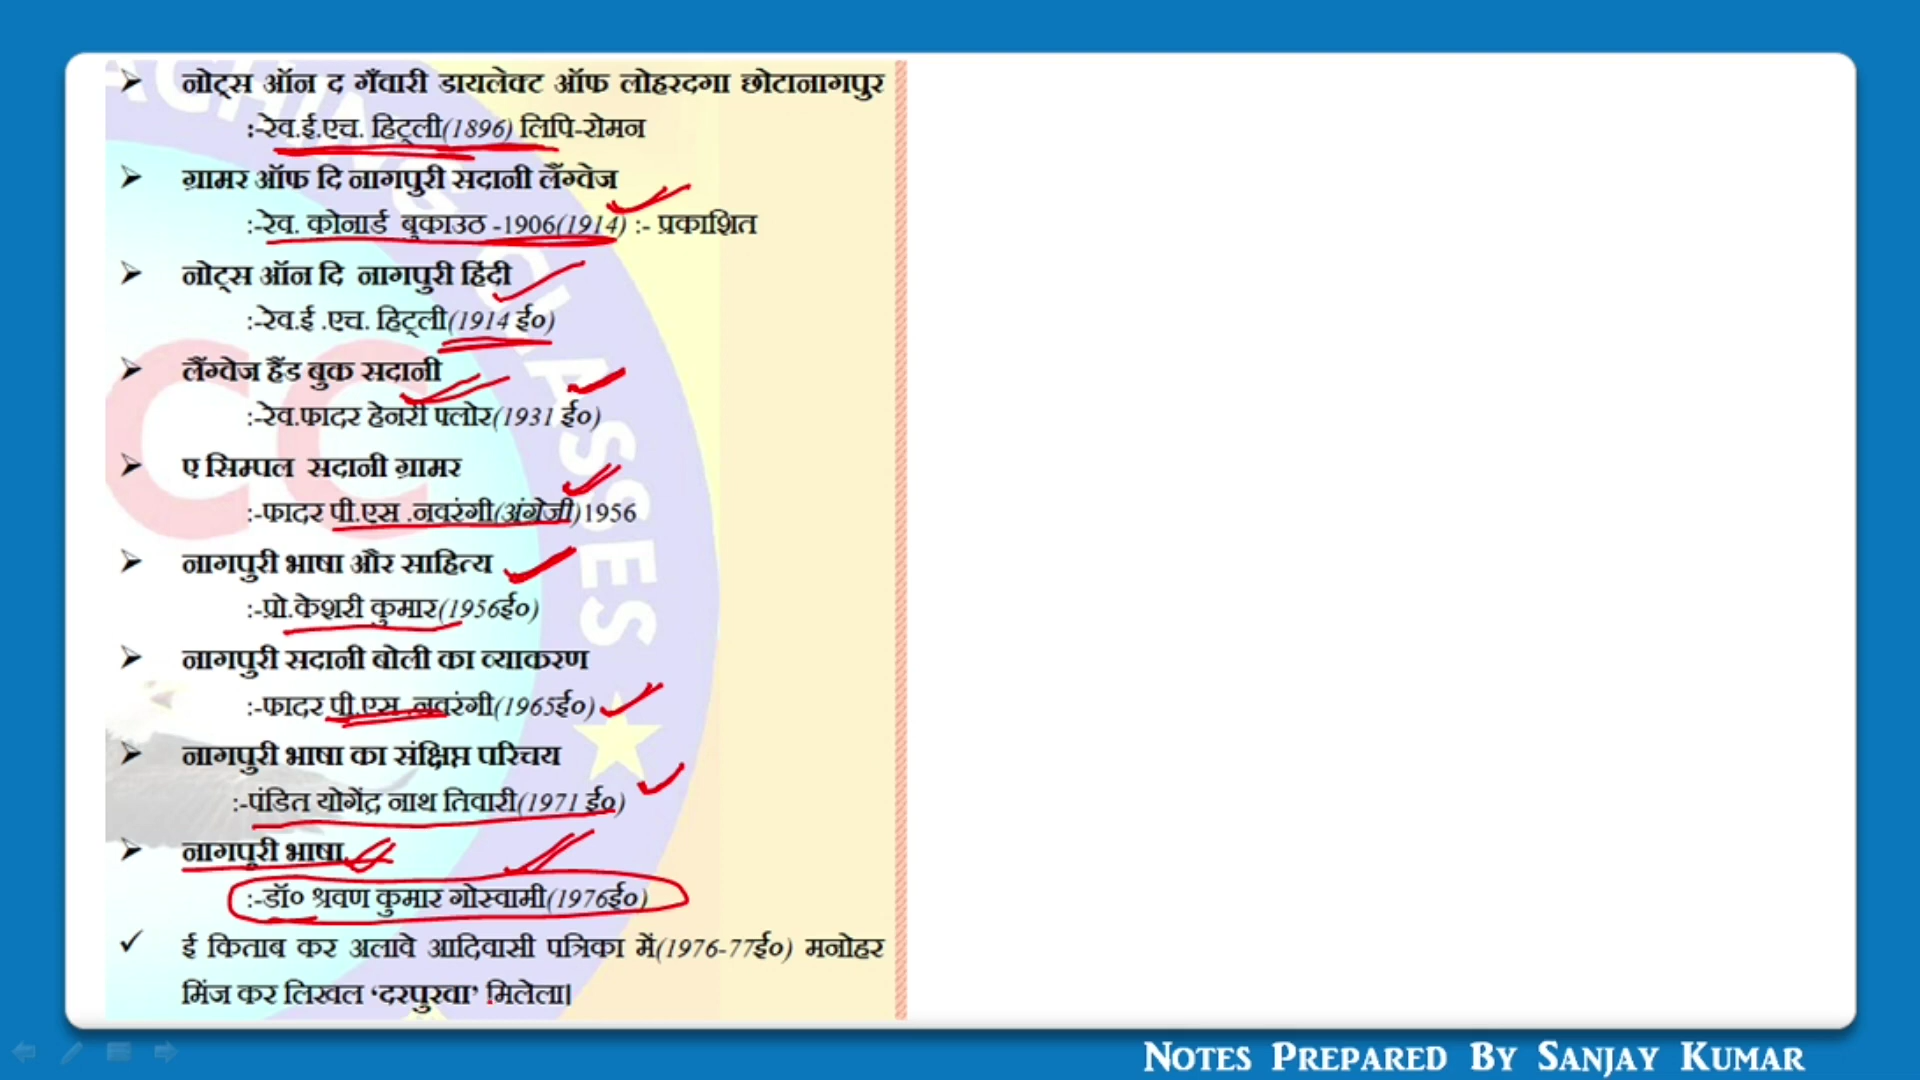 नोट्स ऑन द गँवारी डायलेक्ट ऑफ लोहरदगा छोटानागपुर
:-रेव.ई.एच. हिट्ली(1896) लिपि-रोमन
ग्रामर ऑफ दि नागपुरी सदानी लैंग्वेज
:-रेव. कोनार्ड बुकाउठ -1906(1914) :- प्रकाशित
नोट्स ऑन दि नागपुरी हिंदी
:-रेव.ई .एच. हिट्ली(1914 ई०)
लैंग्वेज हैंड बुक सदानी
:-रेव.फादर हेनरी फ्लोर(1931 ई०)
ए सिम्पल सदानी ग्रामर
:-फादर पी.एस .नवरंगी(अंग्रेजी)1956
नागपुरी भाषा और साहित्य
:-प्रो.केशरी कुमार(1956ई०)
नागपुरी सदानी बोली का व्याकरण
:-फादर पी.एस .नवरंगी(1965ई०)
नागपुरी भाषा का संक्षिप्त परिचय
:-पंडित योगेंद्र नाथ तिवारी(1971 ई०)
नागपुरी भाषा
:-डॉ० श्रवण कुमार गोस्वामी(1976ई०)
ई किताब कर अलावे आदिवासी पत्रिका में(1976-77ई०) मनोहर
मिंज कर लिखल ‘दरपुरवा’ मिलेला|
NOTES PREPARED BY SANJAY KUMAR